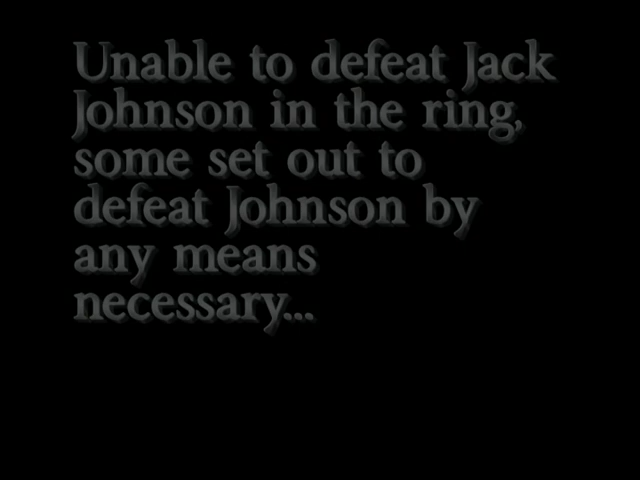 Unable to defeat Jack
Johnson in the ring,
some set out to
defeat Johnson by
any means
necessary...